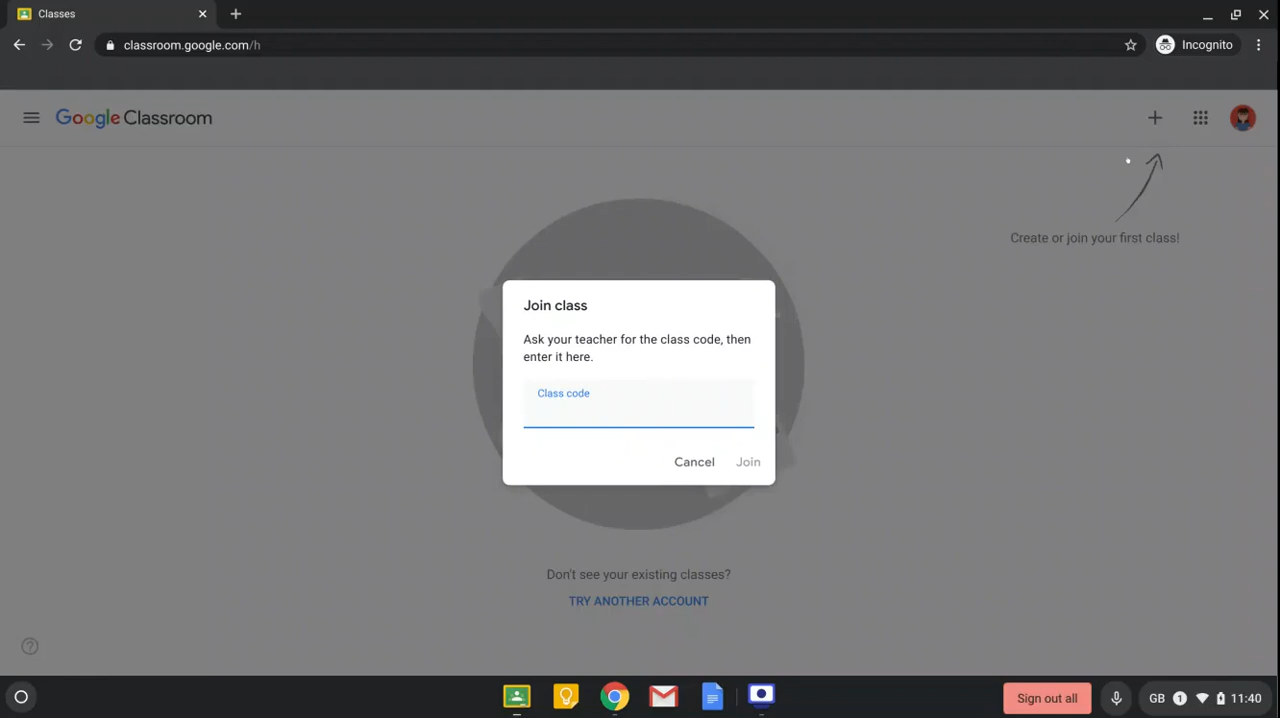 Classes
classroom.google.com/h
Incognito
Google Classroom
Create or join your first class!
Join class
Ask your teacher for the class code, then
enter it here.
Class code
Cancel
Join
Don't see your existing classes?
TRY ANOTHER ACCOUNT
Sign out all
GB
1
11:40